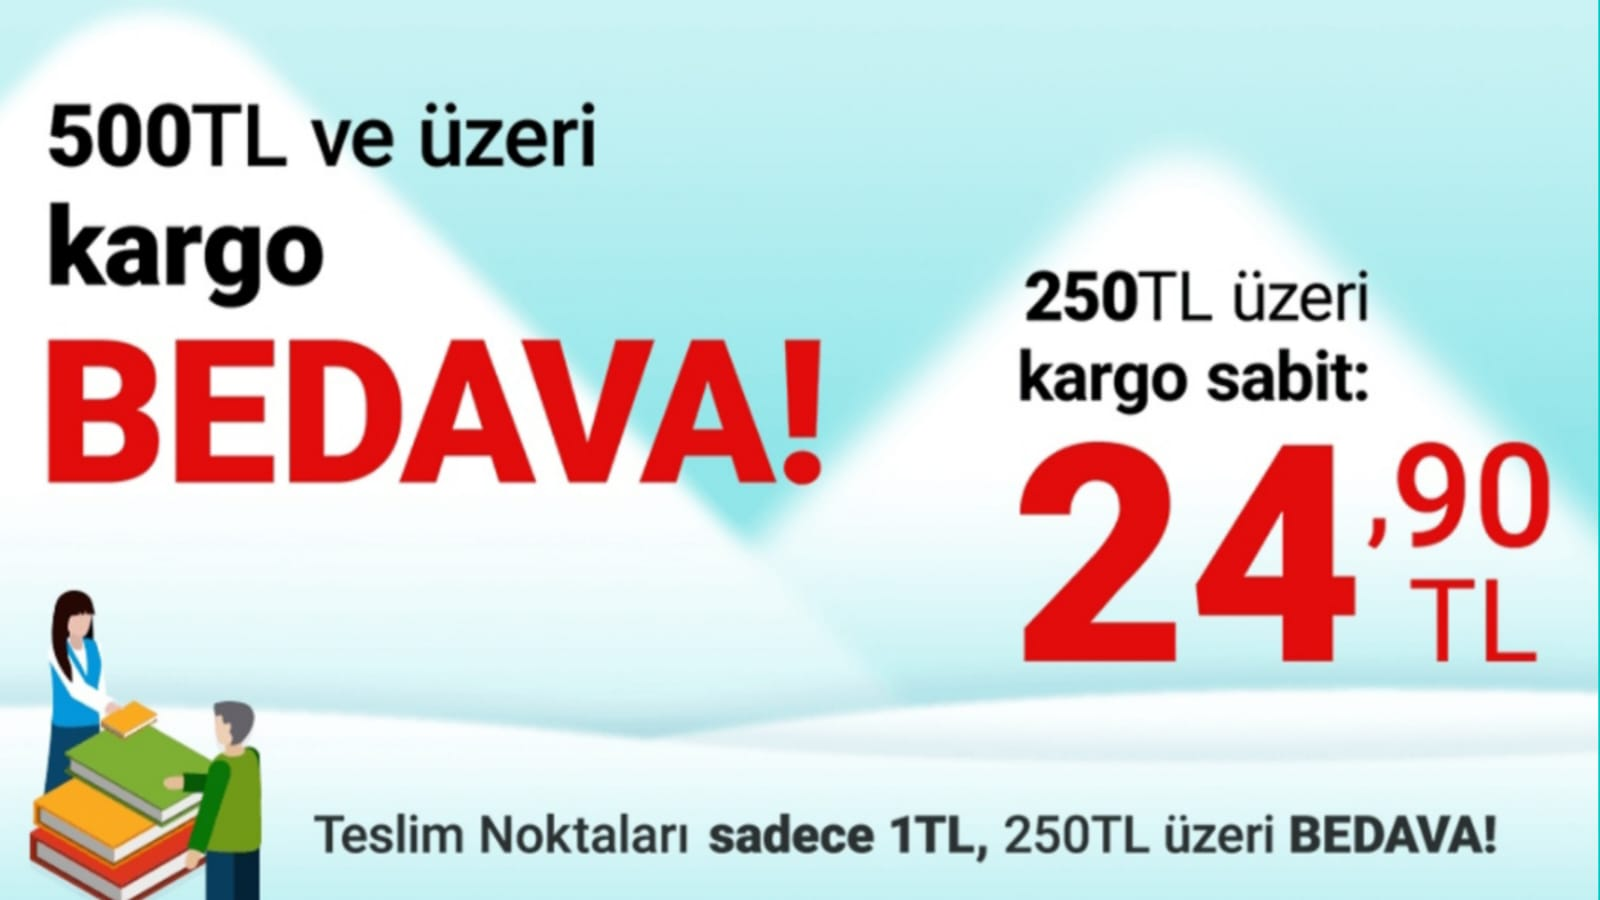 500TL ve üzeri
kargo
BEDAVA!
250TL üzeri
kargo sabit:
24,90
TL
Teslim Noktaları sadece 1TL, 250TL üzeri BEDAVA!